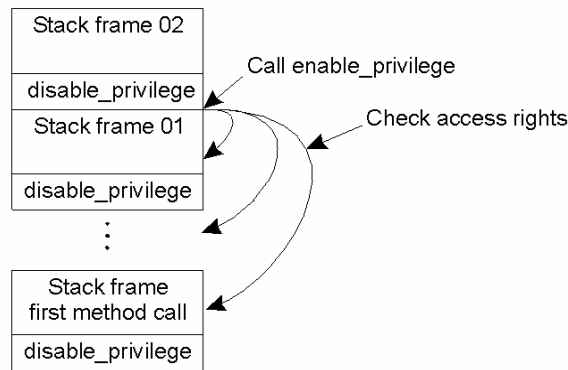 Stack frame 02
disable_privilege
Call enable_privilege
Stack frame 01
Check access rights
disable_privilege
Stack frame
first method call
disable_privilege